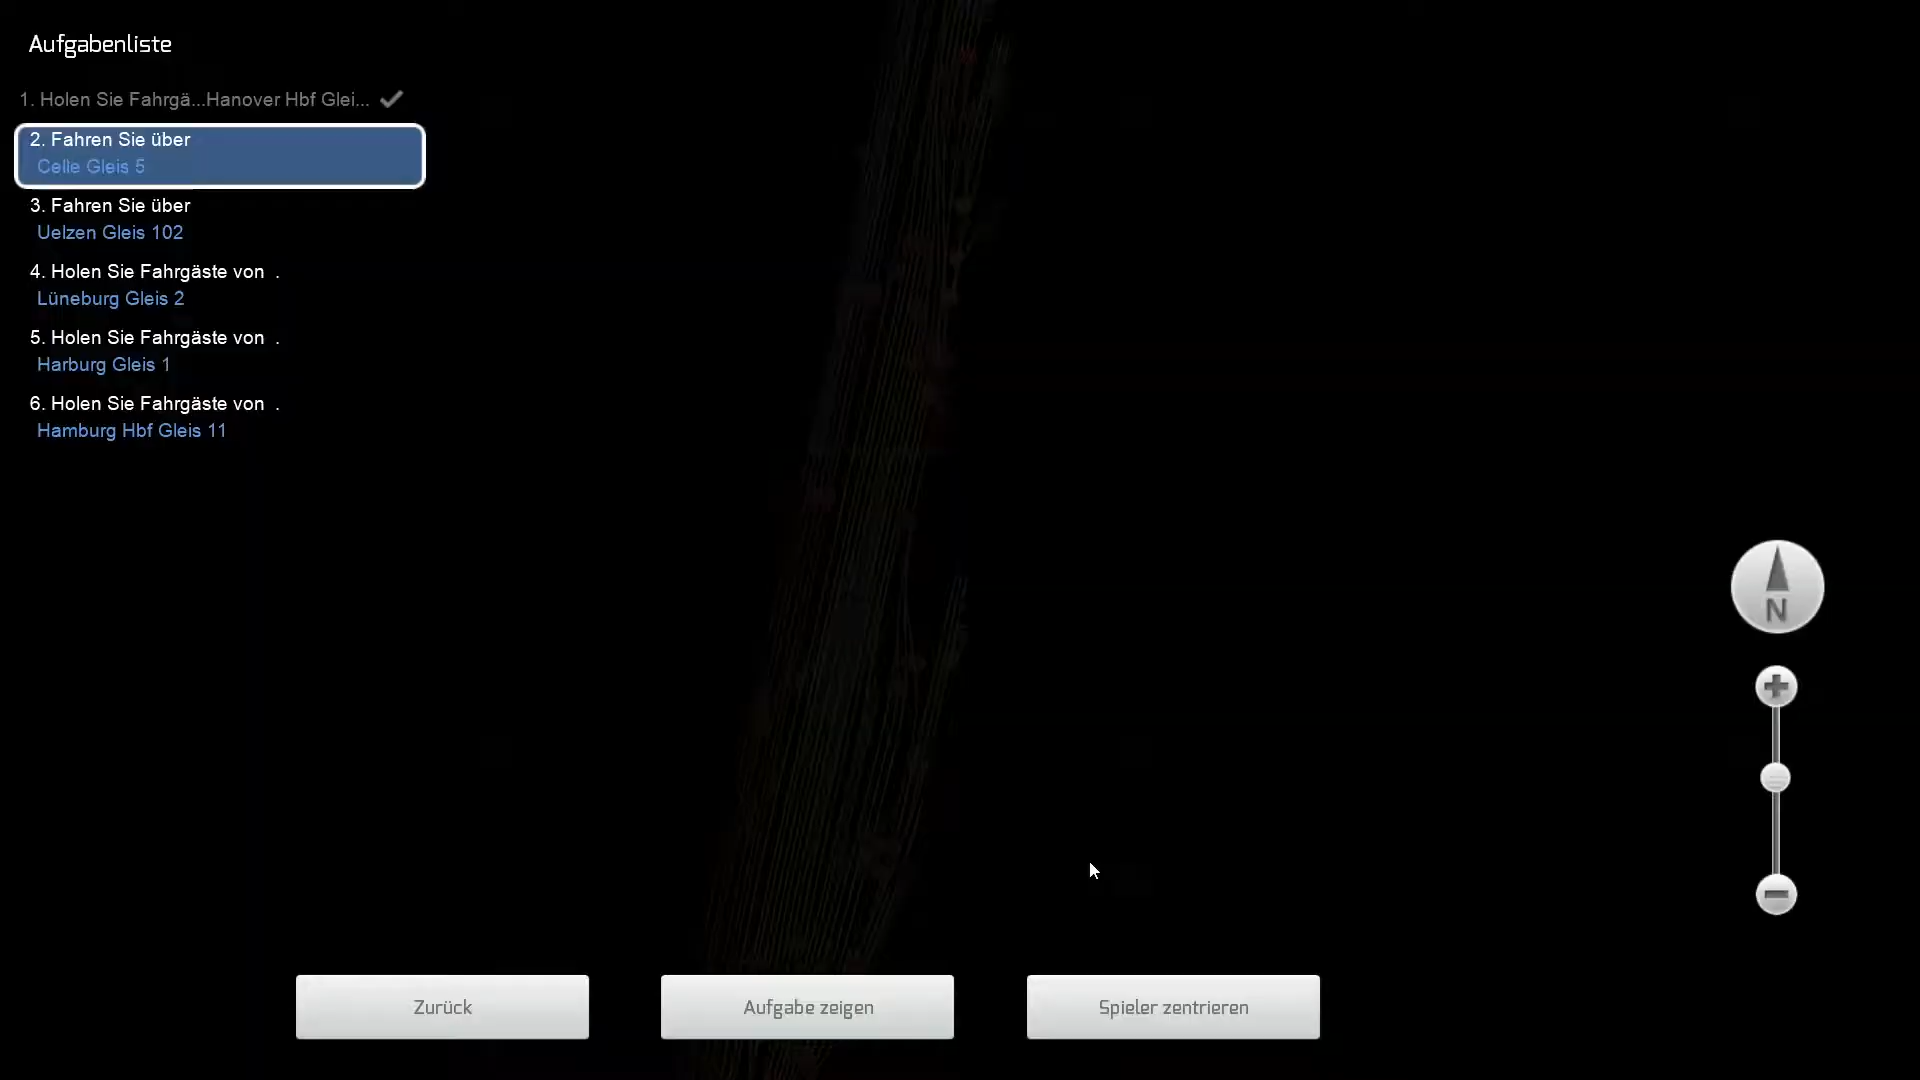 Aufgabenliste
1. Holen Sie Fahrgä...Hanover Hbf Glei...
2. Fahren Sie über
Celle Gleis 5
3. Fahren Sie über
Uelzen Gleis 102
4. Holen Sie Fahrgäste von .
Lüneburg Gleis 2
5. Holen Sie Fahrgäste von .
Harburg Gleis 1
6. Holen Sie Fahrgäste von .
Hamburg Hbf Gleis 11
N
Zurück
Aufgabe zeigen
Spieler zentrieren